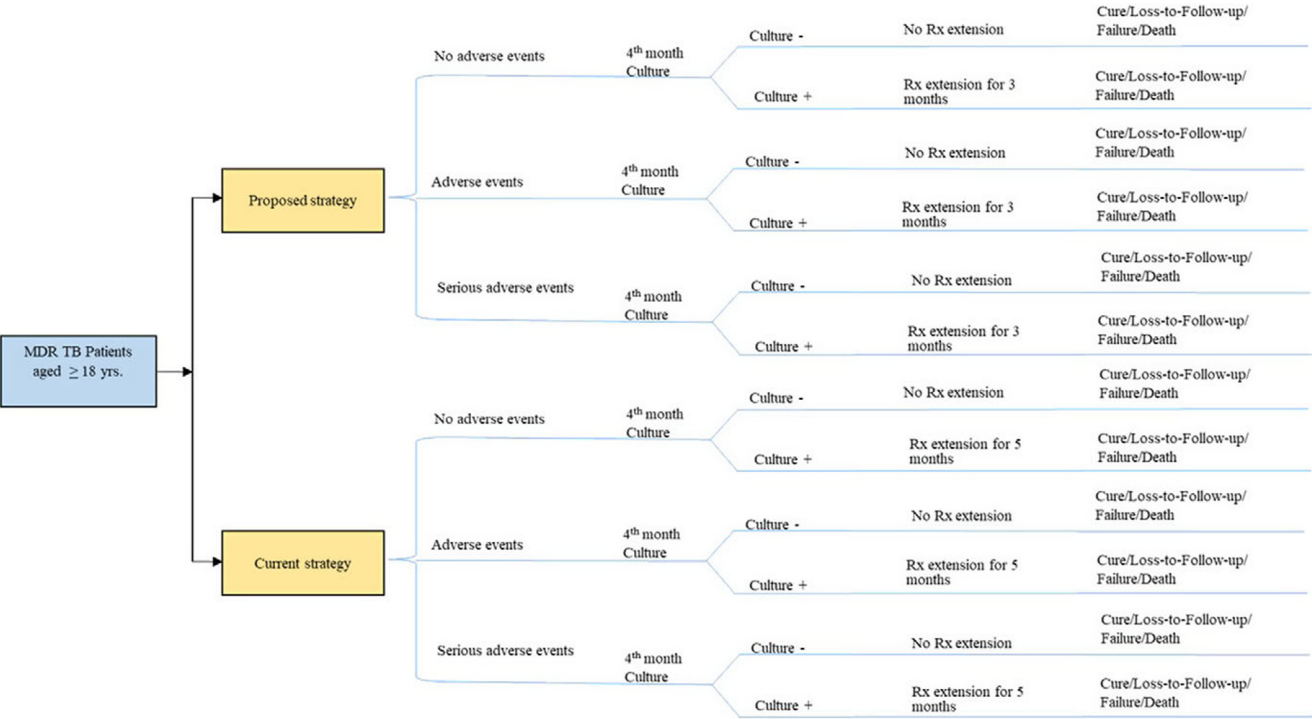 MDR TB Patients
aged ≥ 18 yrs.
Proposed strategy
No adverse events
4th month
Culture
Culture -
No Rx extension
Cure/Loss-to-Follow-up/
Failure/Death
Culture +
Rx extension for 3
months
Cure/Loss-to-Follow-up/
Failure/Death
Adverse events
4th month
Culture
Culture -
No Rx extension
Cure/Loss-to-Follow-up/
Failure/Death
Culture +
Rx extension for 3
months
Cure/Loss-to-Follow-up/
Failure/Death
Serious adverse events
4th month
Culture
Culture -
No Rx extension
Cure/Loss-to-Follow-up/
Failure/Death
Culture +
Rx extension for 3
months
Cure/Loss-to-Follow-up/
Failure/Death
Current strategy
No adverse events
4th month
Culture
Culture -
No Rx extension
Cure/Loss-to-Follow-up/
Failure/Death
Culture +
Rx extension for 5
months
Cure/Loss-to-Follow-up/
Failure/Death
Adverse events
4th month
Culture
Culture -
No Rx extension
Cure/Loss-to-Follow-up/
Failure/Death
Culture +
Rx extension for 5
months
Cure/Loss-to-Follow-up/
Failure/Death
Serious adverse events
4th month
Culture
Culture -
No Rx extension
Cure/Loss-to-Follow-up/
Failure/Death
Culture +
Rx extension for 5
months
Cure/Loss-to-Follow-up/
Failure/Death